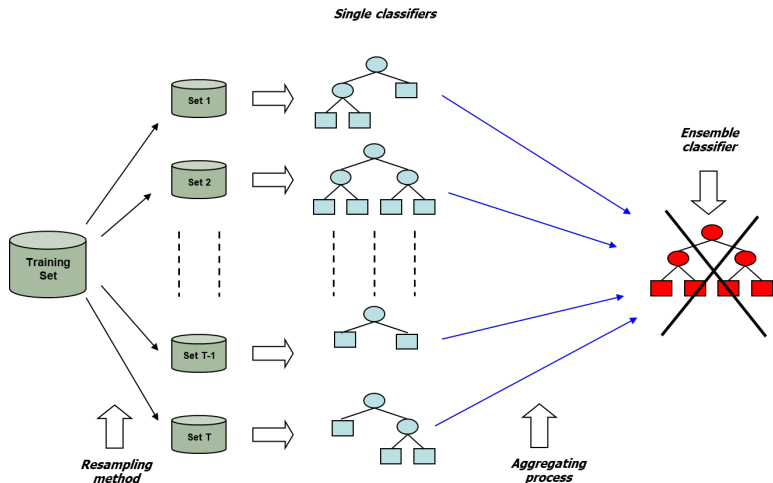 Single classifiers
Set 1
Ensemble
classifier
Set 2
Training
Set
Set T-1
Set T
Resampling
method
Aggregating
process